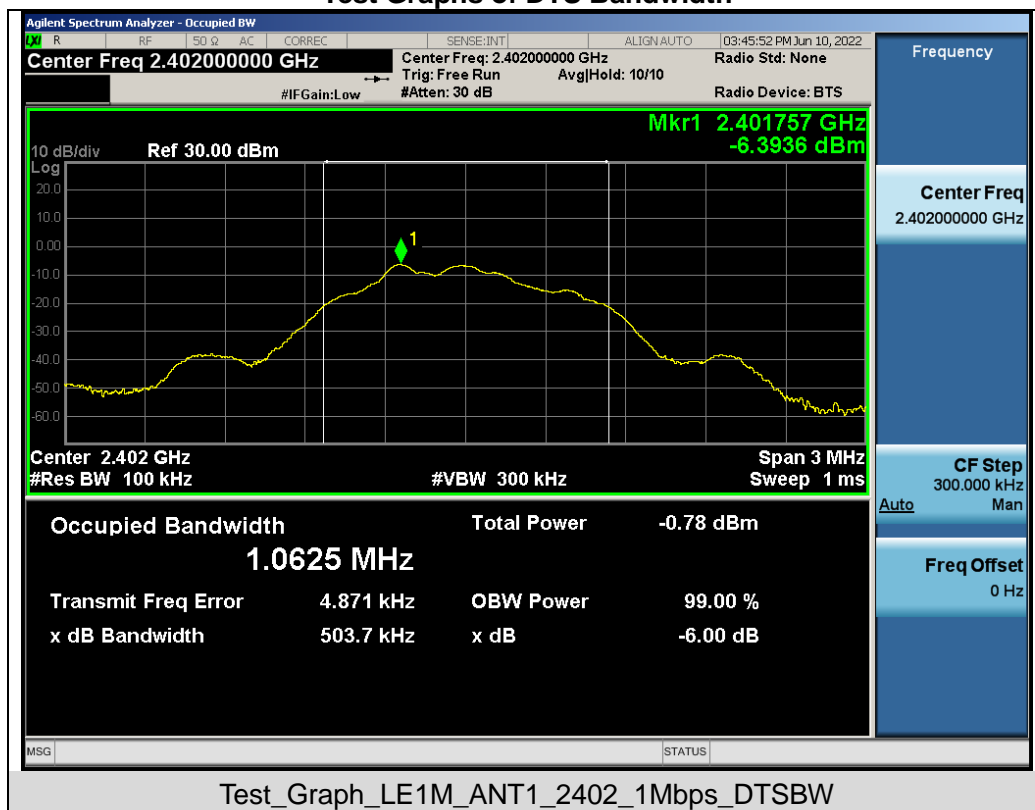 Test Graphs of DTS Bandwidth
Agilent Spectrum Analyzer - Occupied BW
LXI R RF 50 Ω AC CORREC SENSE:INT ALIGN AUTO 03:45:52 PM Jun 10, 2022
Center Freq 2.402000000 GHz
Center Freq: 2.402000000 GHz
Radio Std: None
Trig: Free Run Avg|Hold: 10/10
#IFGain:Low
#Atten: 30 dB
Radio Device: BTS
Mkr1 2.401757 GHz
-6.3936 dBm
10 dB/div Ref 30.00 dBm
Log
20.0
10.0
0.00
-10.0
-20.0
-30.0
-40.0
-50.0
-60.0
1
Center 2.402 GHz
Span 3 MHz
#Res BW 100 kHz
#VBW 300 kHz
Sweep 1 ms
Occupied Bandwidth
1.0625 MHz
Total Power -0.78 dBm
Transmit Freq Error 4.871 kHz
OBW Power 99.00 %
x dB Bandwidth 503.7 kHz
x dB -6.00 dB
Frequency
Center Freq
2.402000000 GHz
CF Step
300.000 kHz
Auto Man
Freq Offset
0 Hz
MSG
STATUS
Test_Graph_LE1M_ANT1_2402_1Mbps_DTSBW